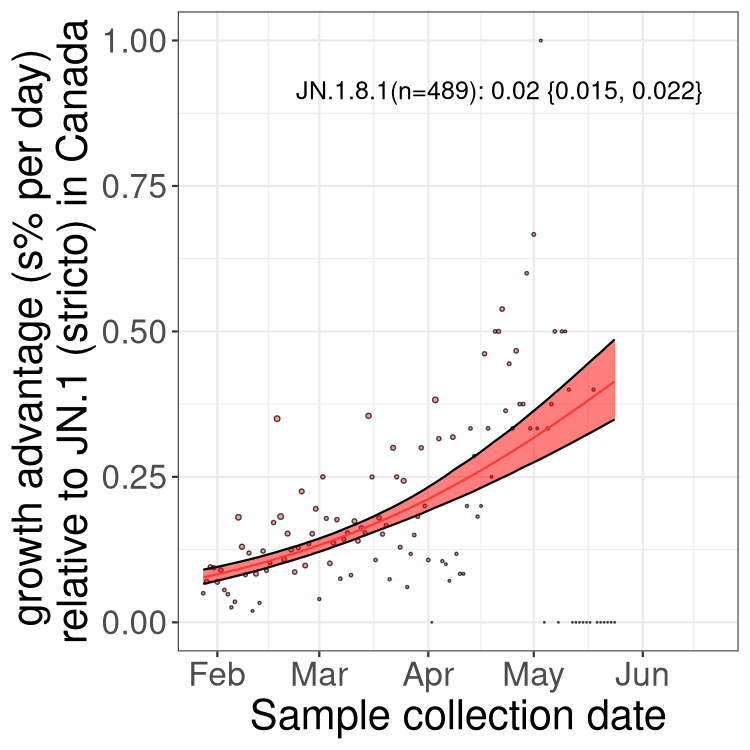 growth advantage (s% per day)
relative to JN.1 (stricto) in Canada
1.00
0.75
0.50
0.25
0.00
JN.1.8.1(n=489): 0.02 {0.015, 0.022}
Feb Mar Apr May Jun
Sample collection date